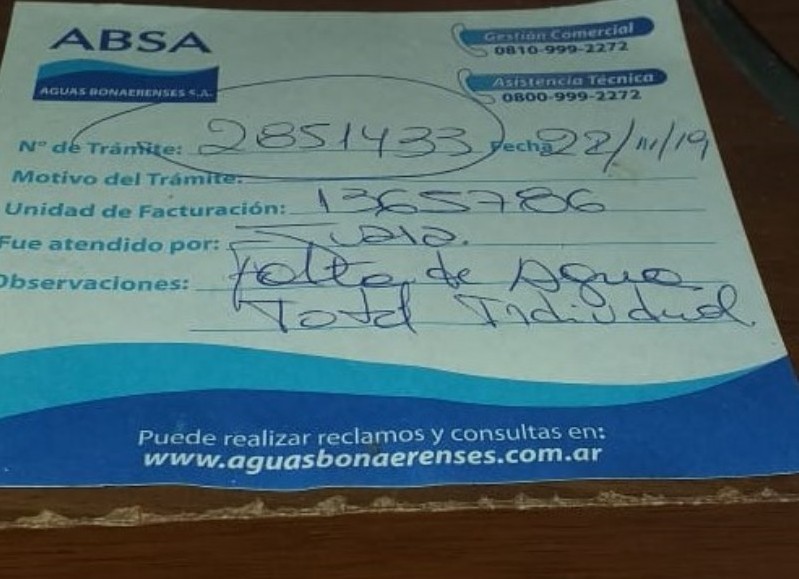 ABSA
AGUAS BONAERENSES S.A.
Gestión Comercial
0810-999-2272
Asistencia Técnica
0800-999-2272
N° de Trámite: 2851433 Fecha 22/11/19
Motivo del Trámite:
Unidad de Facturación: 1365786
Fue atendido por:
Observaciones: falta de Agua
Total Individual.
Puede realizar reclamos y consultas en:
www.aguasbonaerenses.com.ar